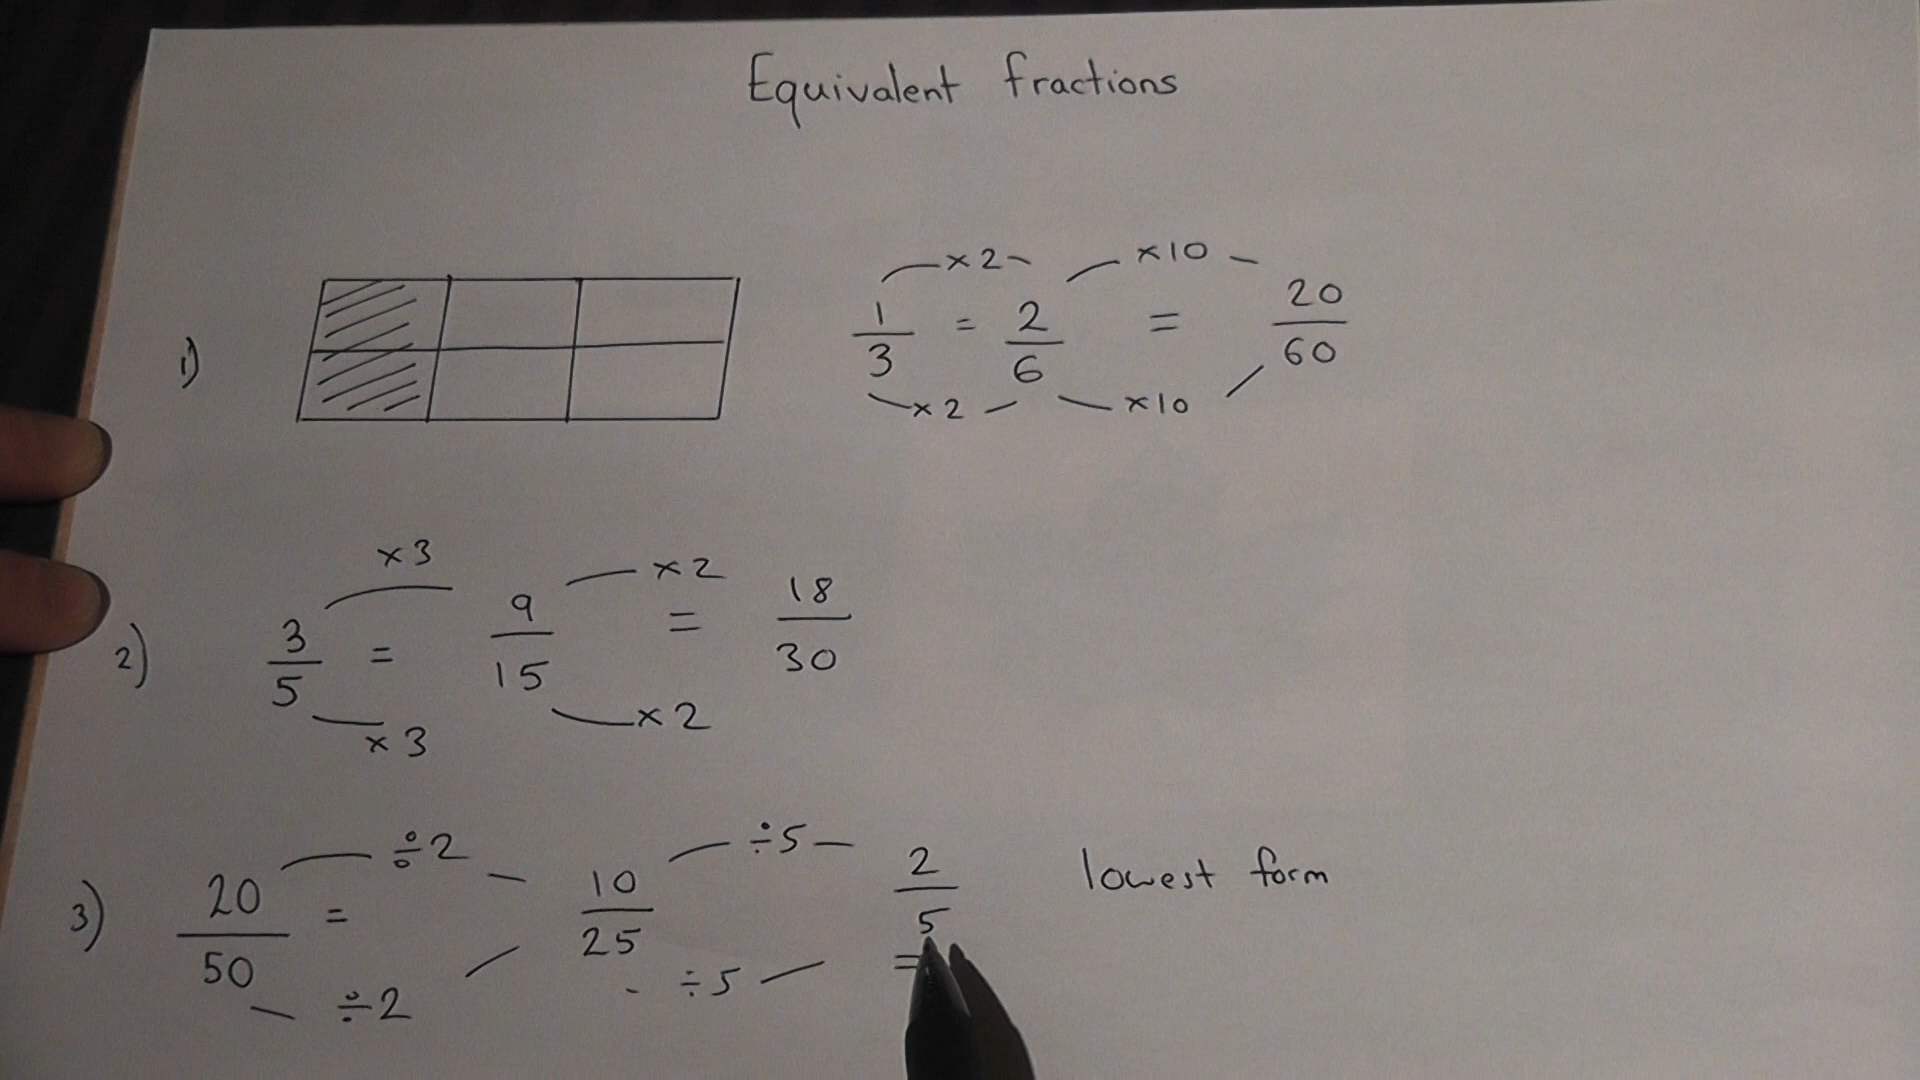 Equivalent fractions
1)
×2 ×10
1/3 = 2/6 = 20/60
×2 ×10
×3 ×2
2) 3/5 = 9/15 = 18/30
×3 ×2
÷2 ÷5
3) 20/50 = 10/25 2/5 lowest form
÷2 ÷5 =